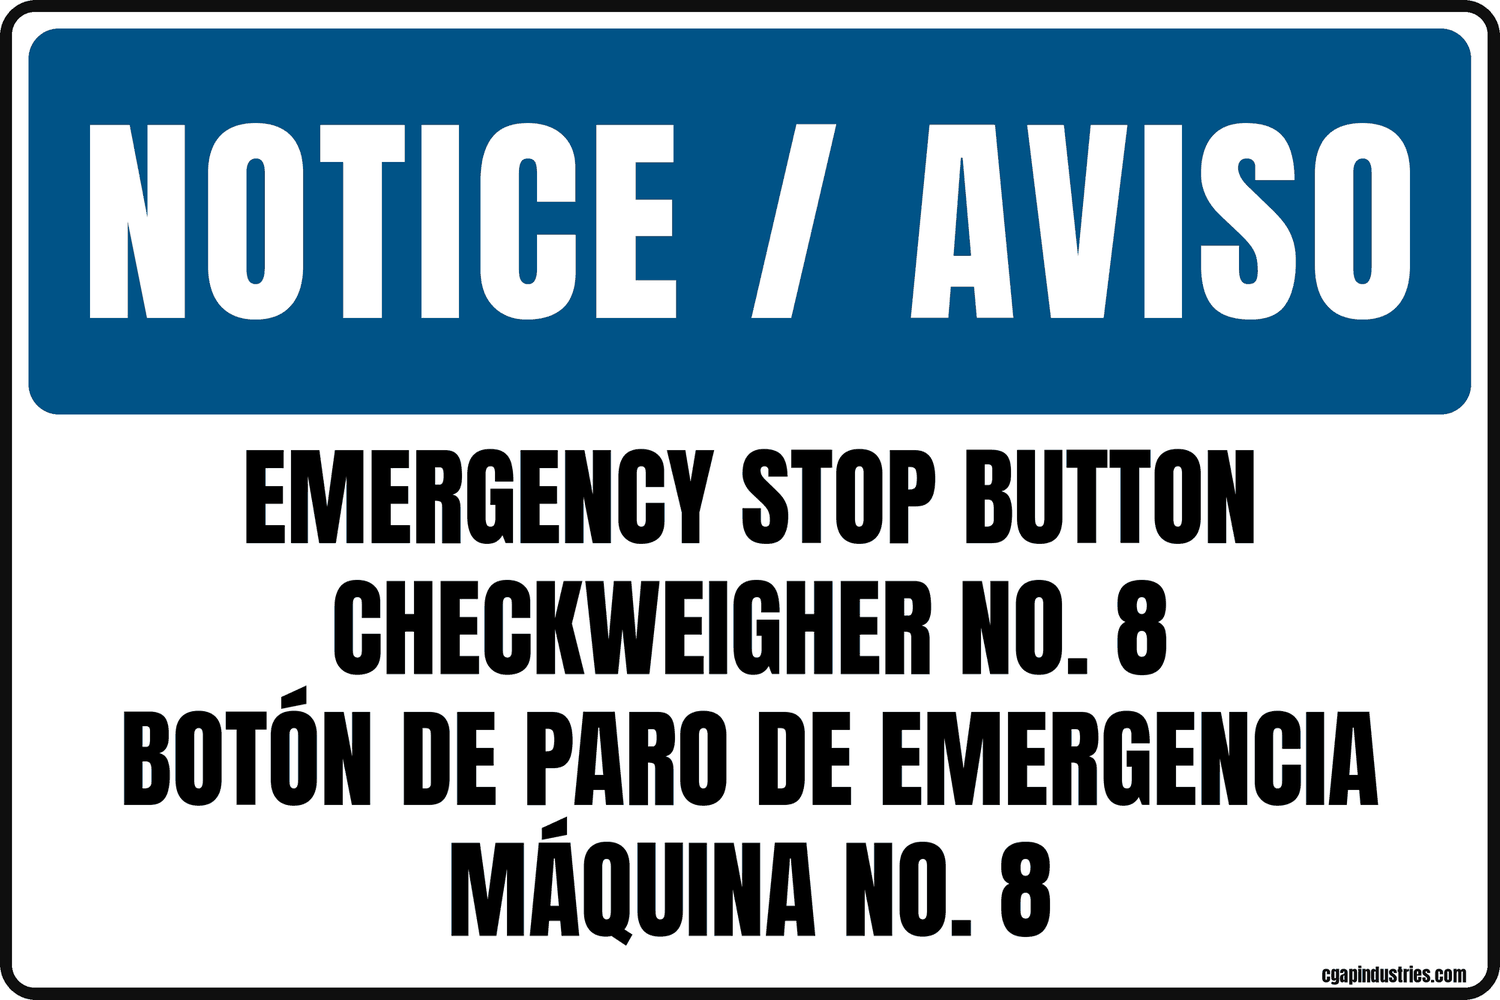 NOTICE / AVISO
EMERGENCY STOP BUTTON
CHECKWEIGHER NO. 8
BOTÓN DE PARO DE EMERGENCIA
MÁQUINA NO. 8
cgapindustries.com